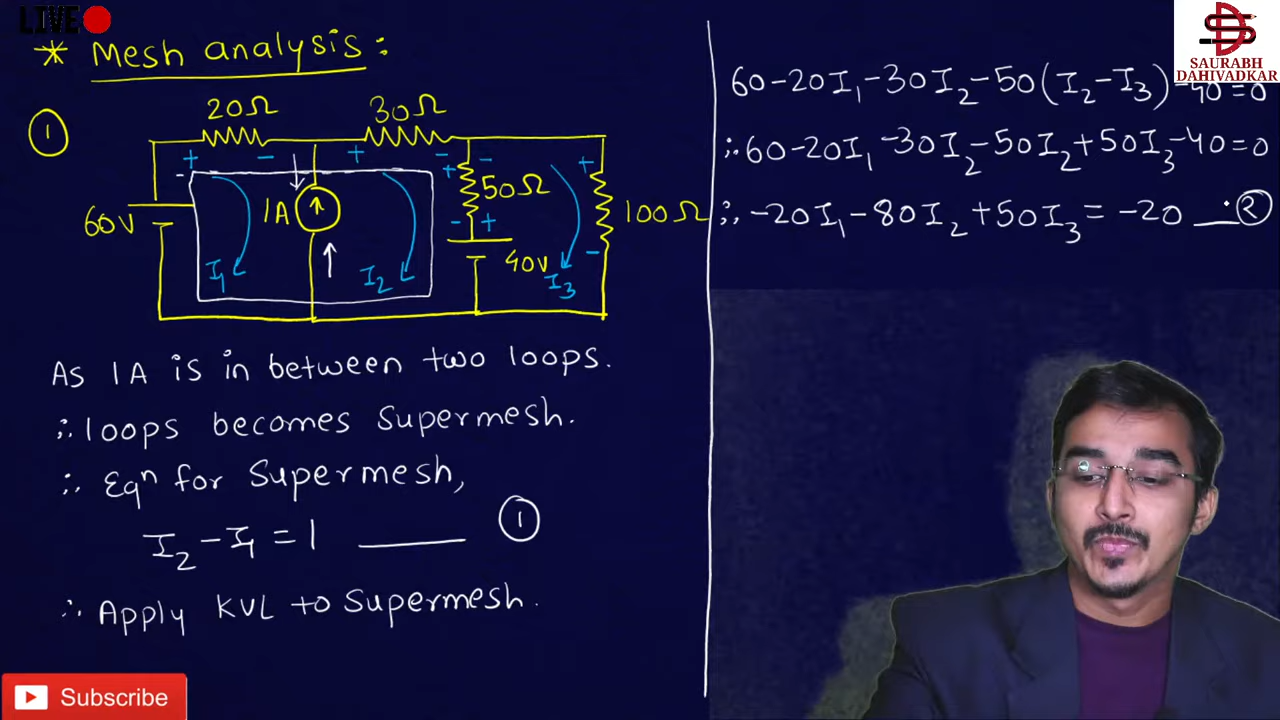 LIVE
* Mesh analysis:
1
20Ω 30Ω
60V
1A
50Ω
100Ω
40V
I1 I2 I3
As 1A is in between two loops.
∴ loops becomes Supermesh.
∴ Eqn for Supermesh,
I2 - I1 = 1 ——— ①
∴ Apply KVL to Supermesh.
60-20I1-30I2-50(I2-I3)-40=0
∴ 60-20I1-30I2-50I2+50I3-40=0
∴ -20I1-80I2+50I3=-20 —②
SAURABH
DAHIVADKAR
Subscribe